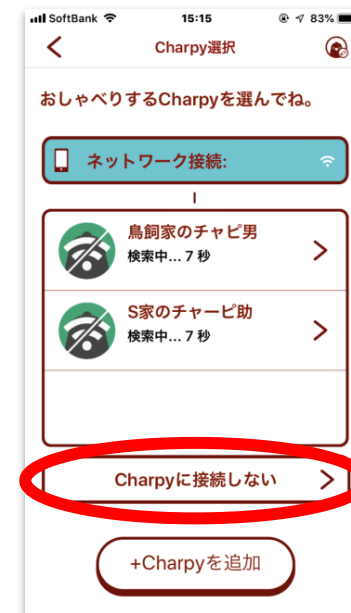 SoftBank 15:15 83%
Charpy選択
おしゃべりするCharpyを選んでね。
ネットワーク接続:
鳥飼家のチャピ男
検索中... 7 秒
S家のチャーピ助
検索中... 7 秒
Charpyに接続しない
+Charpyを追加